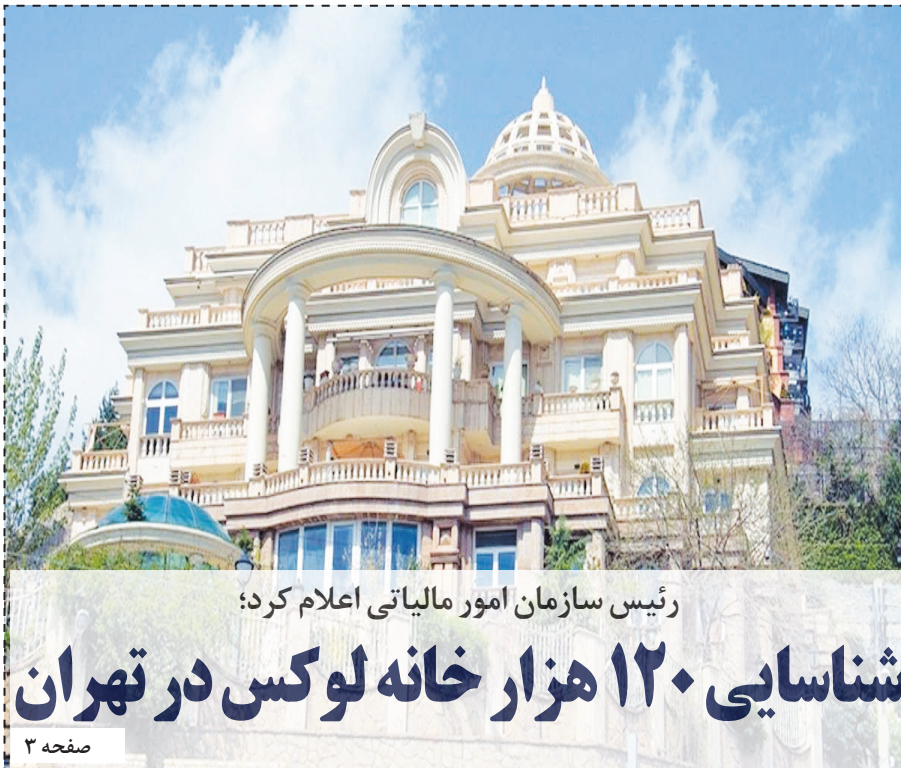 رئیس سازمان امور مالیاتی اعلام کرد؛
شناسایی ۱۲۰ هزار خانه لوکس در تهران
صفحه ۳